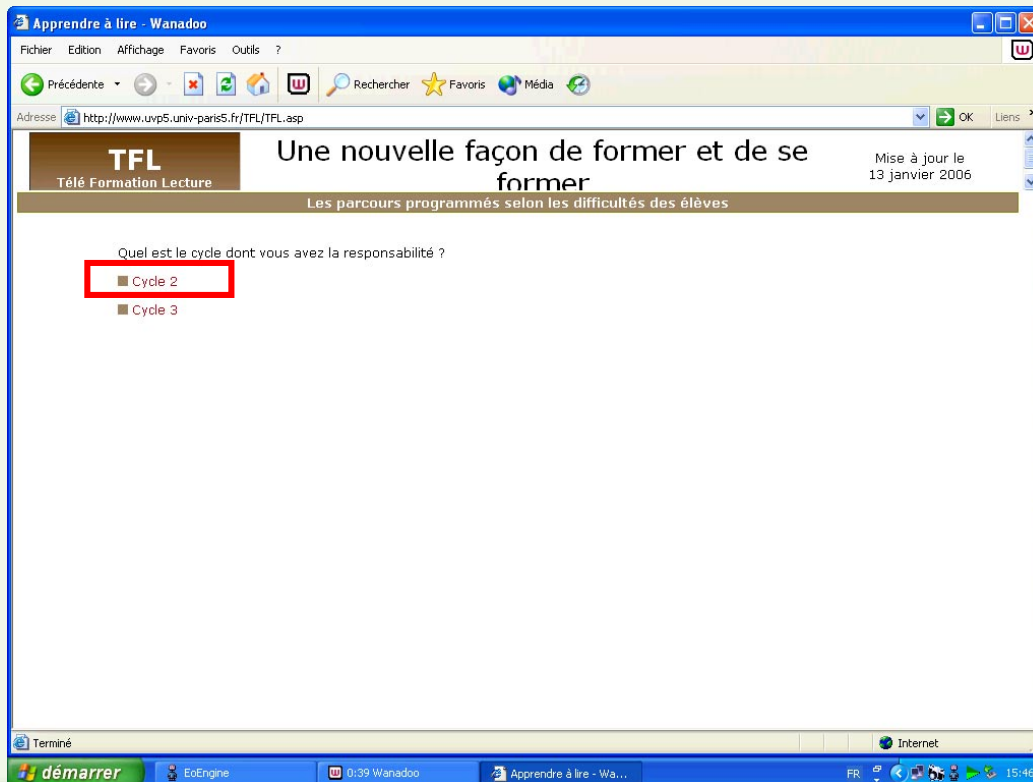 Apprendre à lire - Wanadoo
Fichier Edition Affichage Favoris Outils ?
Précédente Rechercher Favoris Média
Adresse http://www.uvp5.univ-paris5.fr/TFL/TFL.asp OK Liens
TFL
Télé Formation Lecture
Une nouvelle façon de former et de se
former
Mise à jour le
13 janvier 2006
Les parcours programmés selon les difficultés des élèves
Quel est le cycle dont vous avez la responsabilité ?
Cycle 2
Cycle 3
Terminé Internet
démarrer EoEngine 0:39 Wanadoo Apprendre à lire - Wa... FR 15:46